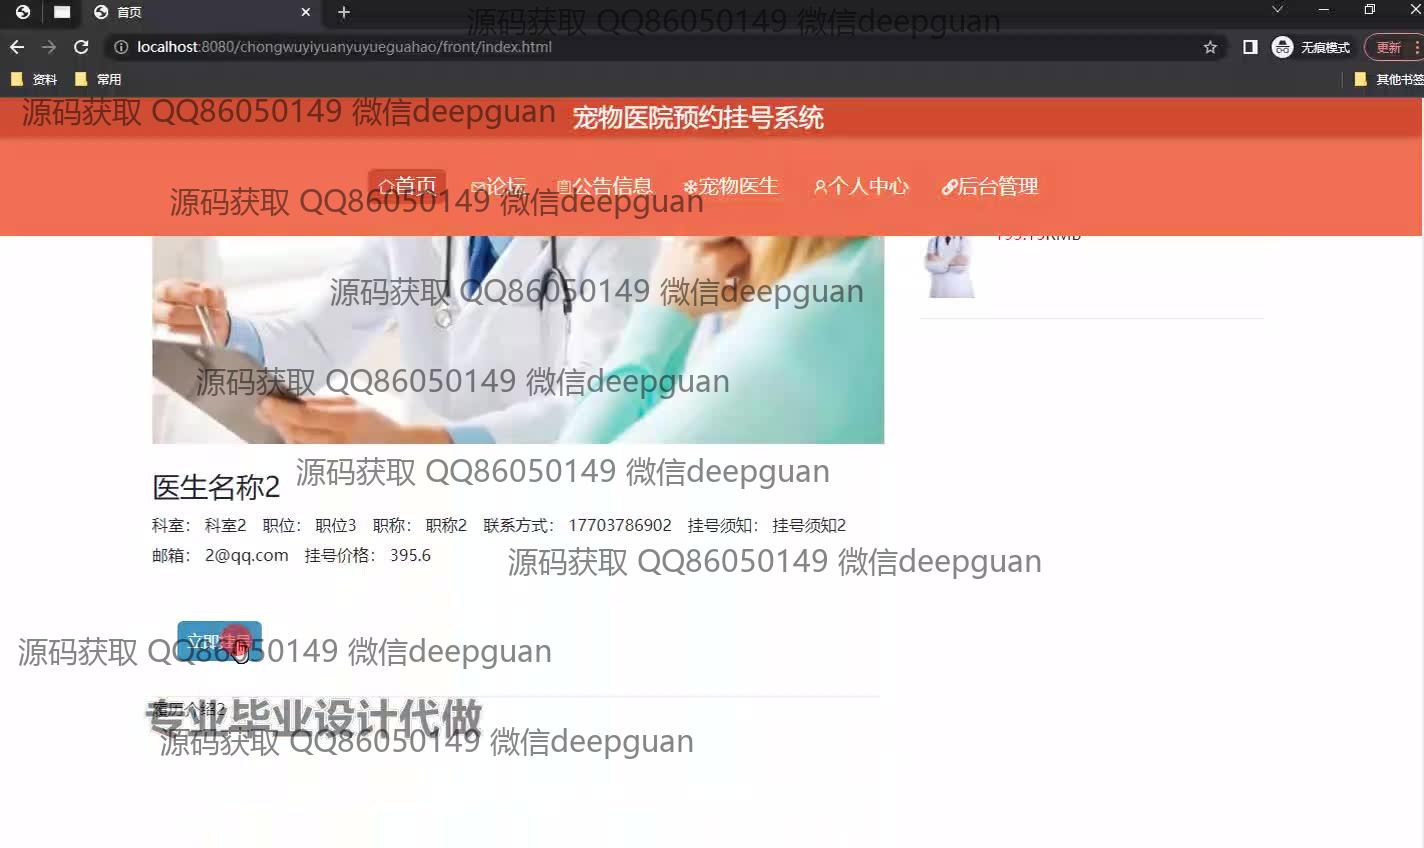 首页
源码获取 QQ86050149 微信deepguan
localhost:8080/chongwuyiyuanyuyueguahao/front/index.html
无痕模式
更新
资料
常用
其他书签
源码获取 QQ86050149 微信deepguan
宠物医院预约挂号系统
首页
论坛
公告信息
宠物医生
个人中心
后台管理
源码获取 QQ86050149 微信deepguan
源码获取 QQ86050149 微信deepguan
源码获取 QQ86050149 微信deepguan
源码获取 QQ86050149 微信deepguan
医生名称2
科室： 科室2 职位： 职位3 职称： 职称2 联系方式： 17703786902 挂号须知： 挂号须知2
邮箱： 2@qq.com 挂号价格： 395.6
源码获取 QQ86050149 微信deepguan
立即挂号
源码获取 QQ86050149 微信deepguan
履历介绍2
专业毕业设计代做
源码获取 QQ86050149 微信deepguan